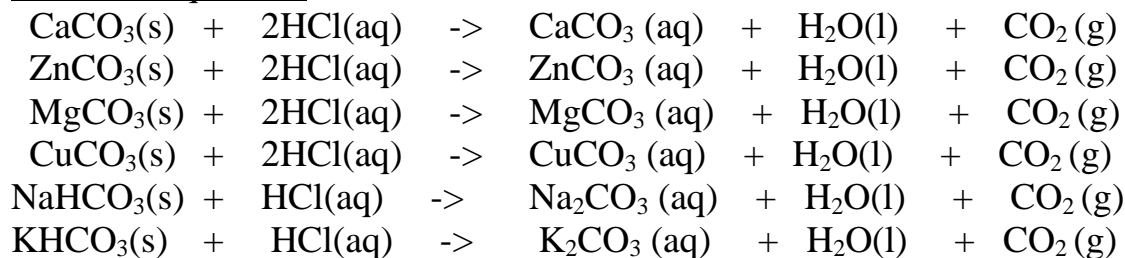 CaCO₃(s) + 2HCl(aq) -> CaCO₃ (aq) + H₂O(l) + CO₂ (g)
ZnCO₃(s) + 2HCl(aq) -> ZnCO₃ (aq) + H₂O(l) + CO₂ (g)
MgCO₃(s) + 2HCl(aq) -> MgCO₃ (aq) + H₂O(l) + CO₂ (g)
CuCO₃(s) + 2HCl(aq) -> CuCO₃ (aq) + H₂O(l) + CO₂ (g)
NaHCO₃(s) + HCl(aq) -> Na₂CO₃ (aq) + H₂O(l) + CO₂ (g)
KHCO₃(s) + HCl(aq) -> K₂CO₃ (aq) + H₂O(l) + CO₂ (g)